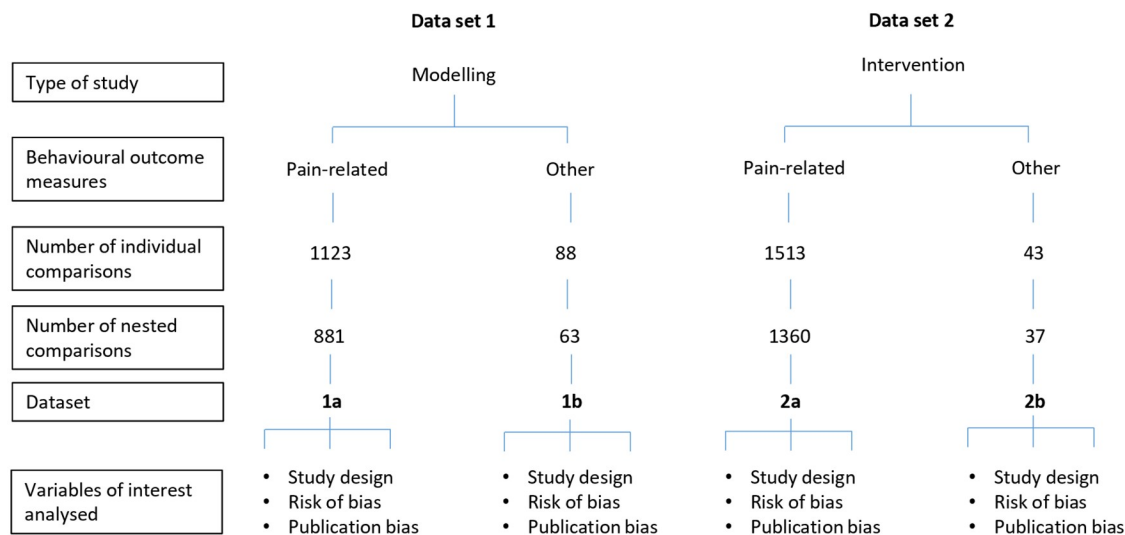 Data set 1
Data set 2
Type of study
Modelling
Intervention
Behavioural outcome
measures
Pain-related
Other
Pain-related
Other
Number of individual
comparisons
1123
88
1513
43
Number of nested
comparisons
881
63
1360
37
Dataset
1a
1b
2a
2b
Variables of interest
analysed
• Study design
• Risk of bias
• Publication bias
• Study design
• Risk of bias
• Publication bias
• Study design
• Risk of bias
• Publication bias
• Study design
• Risk of bias
• Publication bias